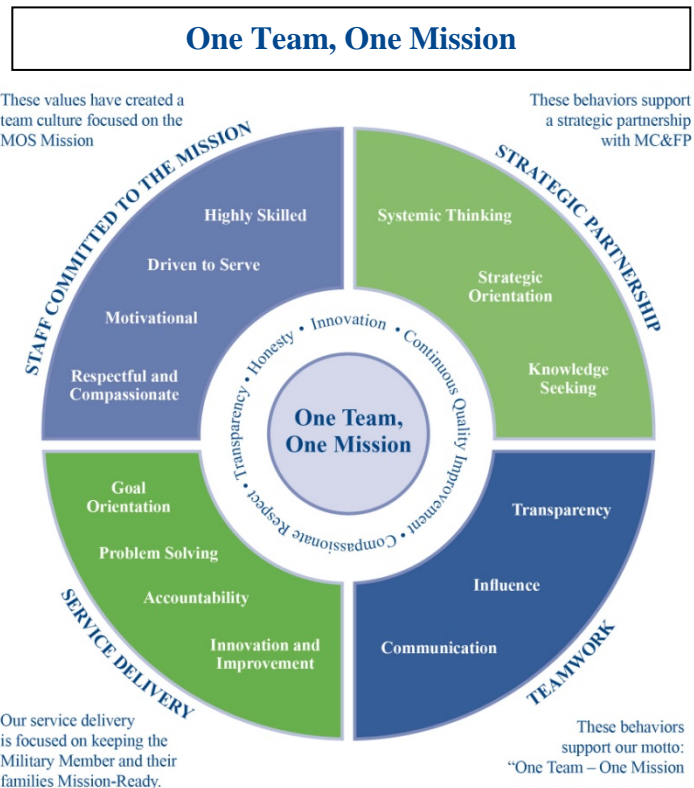 One Team, One Mission
These values have created a
team culture focused on the
MOS Mission
These behaviors support
a strategic partnership
with MC&FP
STAFF COMMITTED TO THE MISSION
Highly Skilled
Driven to Serve
Motivational
Respectful and
Compassionate
STRATEGIC PARTNERSHIP
Systemic Thinking
Strategic
Orientation
Knowledge
Seeking
Transparency • Honesty • Innovation • Continuous Quality Improvement • Compassionate Respect •
One Team,
One Mission
SERVICE DELIVERY
Goal
Orientation
Problem Solving
Accountability
Innovation and
Improvement
TEAMWORK
Transparency
Influence
Communication
Our service delivery
is focused on keeping the
Military Member and their
families Mission-Ready.
These behaviors
support our motto:
“One Team – One Mission